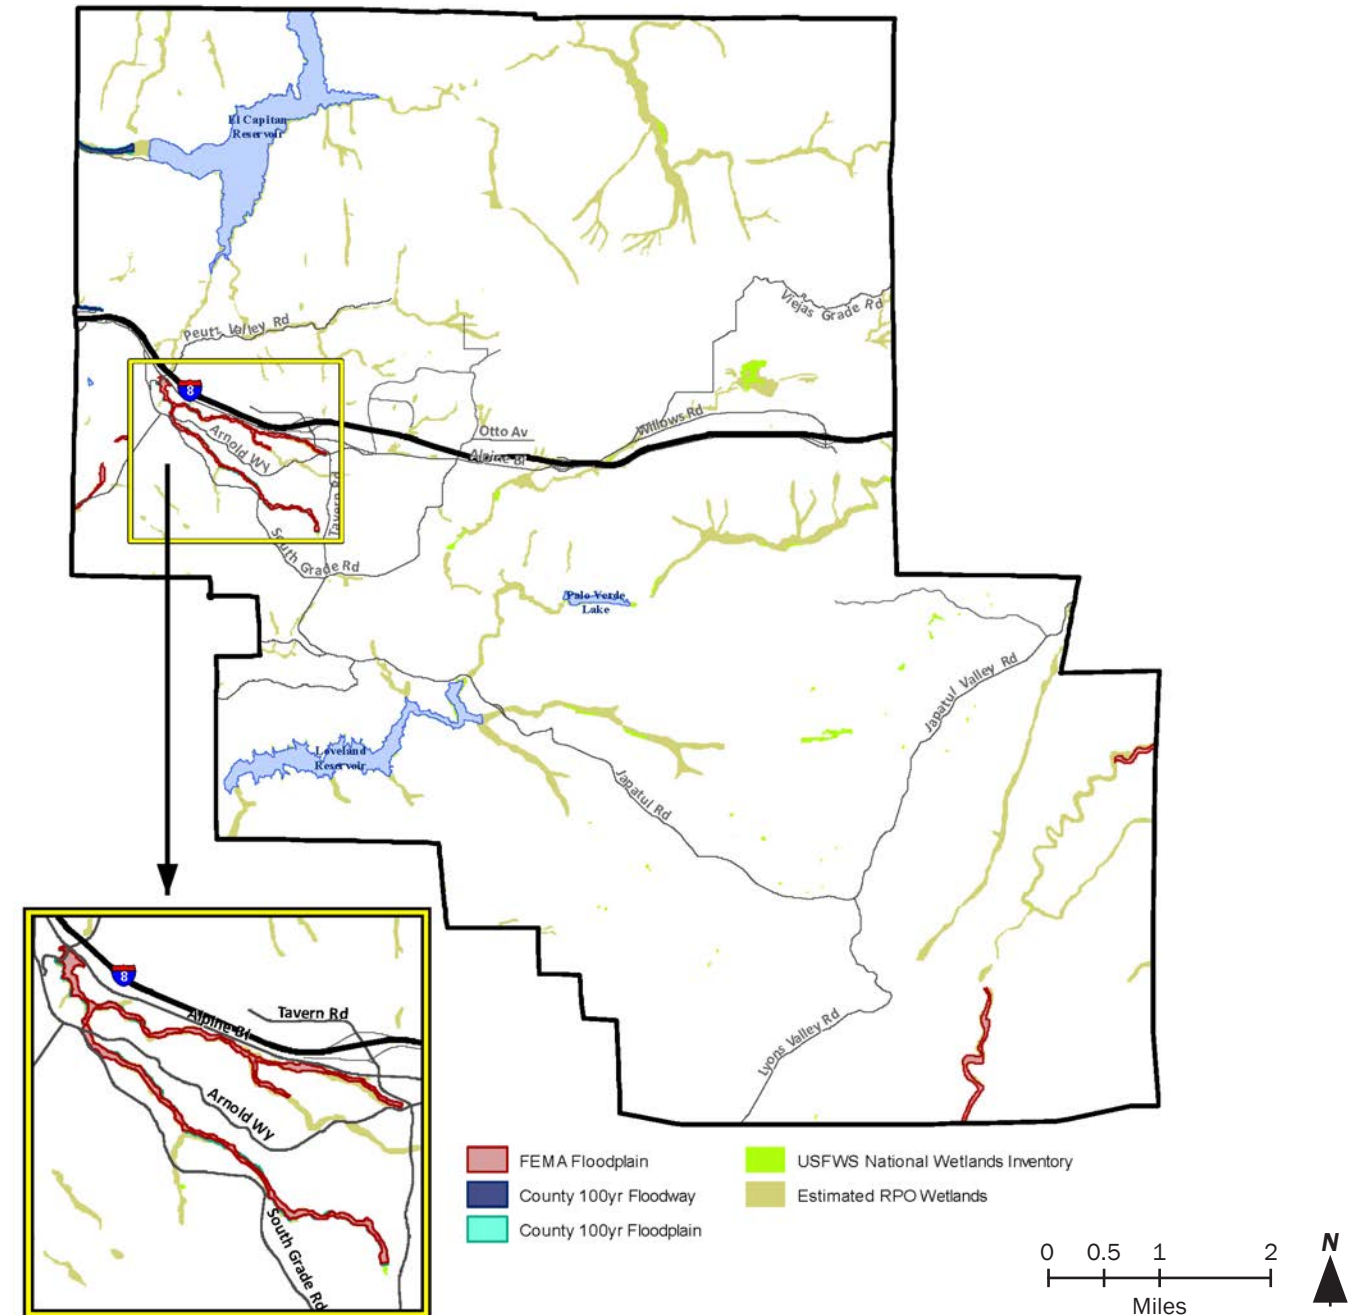 El Capitan
Reservoir
Viejas Grade Rd
Peutz Valley Rd
8
Arnold WY
Otto Av
Willows Rd
Alpine Bl
Tavern Rd
South Grade Rd
Palo Verde
Lake
Japatul Valley Rd
Loveland
Reservoir
Japatul Rd
Lyons Valley Rd
8
Alpine Bl
Tavern Rd
Arnold WY
South Grade Rd
FEMA Floodplain
County 100yr Floodway
County 100yr Floodplain
USFWS National Wetlands Inventory
Estimated RPO Wetlands
0 0.5 1 2
Miles
N